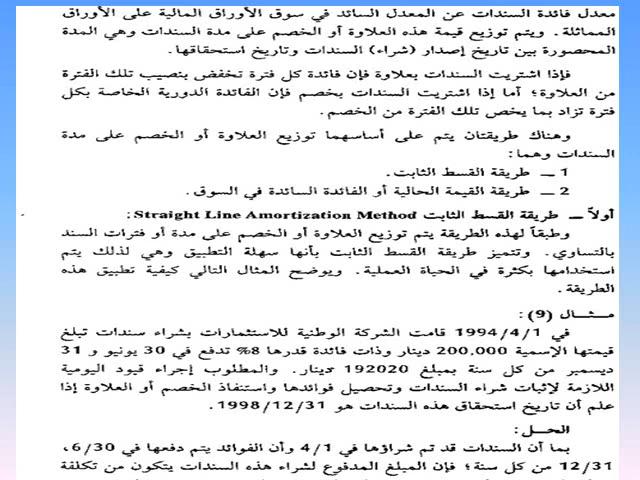 معدل فائدة السندات عن المعدل السائد في سوق الأوراق المالية على الأوراق
المماثلة . ويتم توزيع قيمة هذه العلاوة أو الخصم على مدة السندات وهي المدة
المحصورة بين تاريخ إصدار (شراء) السندات وتاريخ استحقاقها .
فإذا اشتريت السندات بعلاوة فإن فائدة كل فترة تخفض بنصيب تلك الفترة
من العلاوة؛ أما إذا اشتريت السندات بخصم فإن الفائدة الدورية الخاصة بكل
فترة تزاد بما يخص تلك الفترة من الخصم .
وهناك طريقتان يتم على أساسهما توزيع العلاوة أو الخصم على مدة
السندات وهما:
1 ــ طريقة القسط الثابت .
2 ــ طريقة القيمة الحالية أو الفائدة السائدة في السوق .
أولاً ــ طريقة القسط الثابت Straight Line Amortization Method :
وطبقاً لهذه الطريقة يتم توزيع العلاوة أو الخصم على مدة أو فترات السند
بالتساوي . وتتميز طريقة القسط الثابت بأنها سهلة التطبيق وهي لذلك يتم
استخدامها بكثرة في الحياة العملية . ويوضح المثال التالي كيفية تطبيق هذه
الطريقة .
مثال (9) :
في 1994/4/1 قامت الشركة الوطنية للاستثمارات بشراء سندات تبلغ
قيمتها الإسمية 200,000 دينار وذات فائدة قدرها 8% تدفع في 30 يونيو و 31
ديسمبر من كل سنة بمبلغ 192020 دينار . والمطلوب إجراء قيود اليومية
اللازمة لإثبات شراء السندات وتحصيل فوائدها واستنفاذ الخصم أو العلاوة إذا
علم أن تاريخ استحقاق هذه السندات هو 1998/12/31 .
الحل :
بما أن السندات قد تم شراؤها في 4/1 وأن الفوائد يتم دفعها في 6/30 ،
12/31 من كل سنة؛ فإن المبلغ المدفوع لشراء هذه السندات يتكون من تكلفة